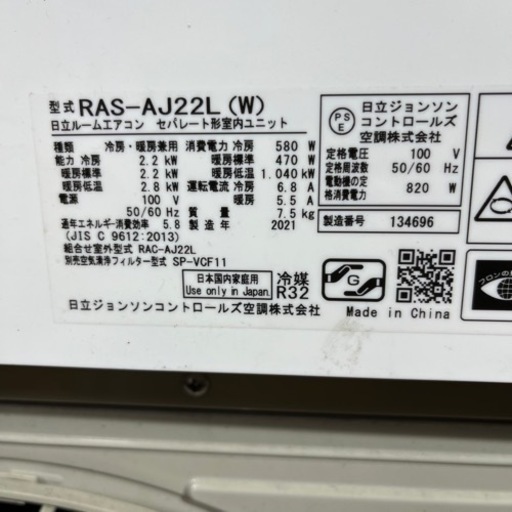 型式 RAS-AJ22L(W)
日立ルームエアコン セパレート形室内ユニット
種類 冷房・暖房兼用 消費電力 冷房 580 W
能力 冷房 2.2 kW 暖房標準 470 W
暖房標準 2.2 kW 暖房低温 1.040 kW
暖房低温 2.8 kW 運転電流 冷房 6.8 A
電源 100 V 暖房 5.5 A
50/60 Hz 質量 7.5 kg
通年エネルギー消費効率 5.8 製造年 2021
(JIS C 9612:2013)
組合せ室外型式 RAC-AJ22L
別売空気清浄フィルター型式 SP-VCF11
日本国内家庭用
Use only in Japan.
冷媒
R32
日立ジョンソンコントロールズ空調株式会社
PS
E
日立ジョンソン
コントロールズ
空調株式会社
定格電圧 100 V
定格周波数 50/60 Hz
電動機の定
格消費電力 820 W
製造番号 134696
G
Made in China
フロンの